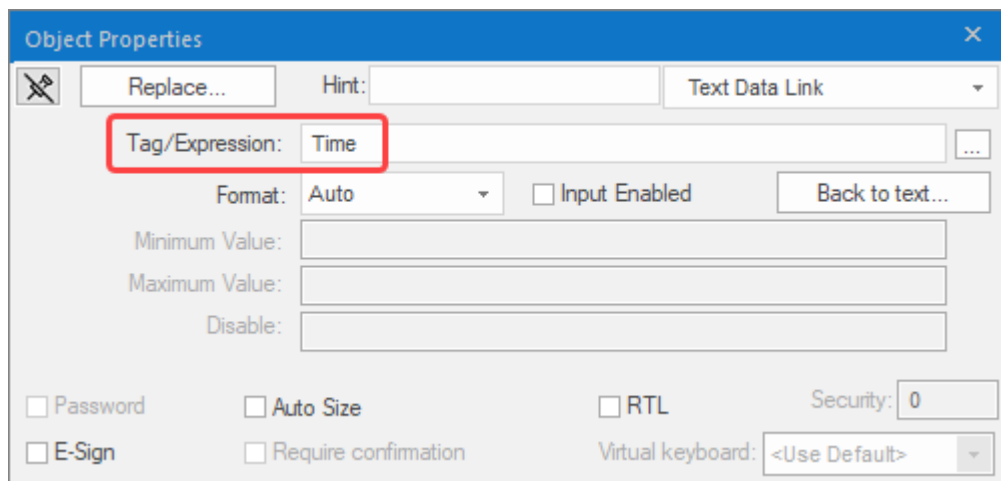 Object Properties
Replace... Hint: Text Data Link
Tag/Expression: Time ...
Format: Auto Input Enabled Back to text...
Minimum Value:
Maximum Value:
Disable:
Password Auto Size RTL Security: 0
E-Sign Require confirmation Virtual keyboard: <Use Default>